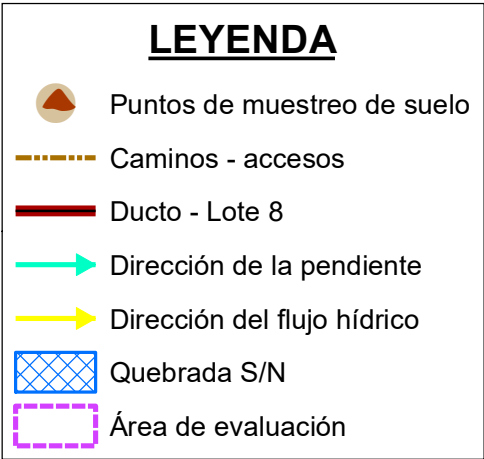 LEYENDA
Puntos de muestreo de suelo
Caminos - accesos
Ducto - Lote 8
Dirección de la pendiente
Dirección del flujo hídrico
Quebrada S/N
Área de evaluación